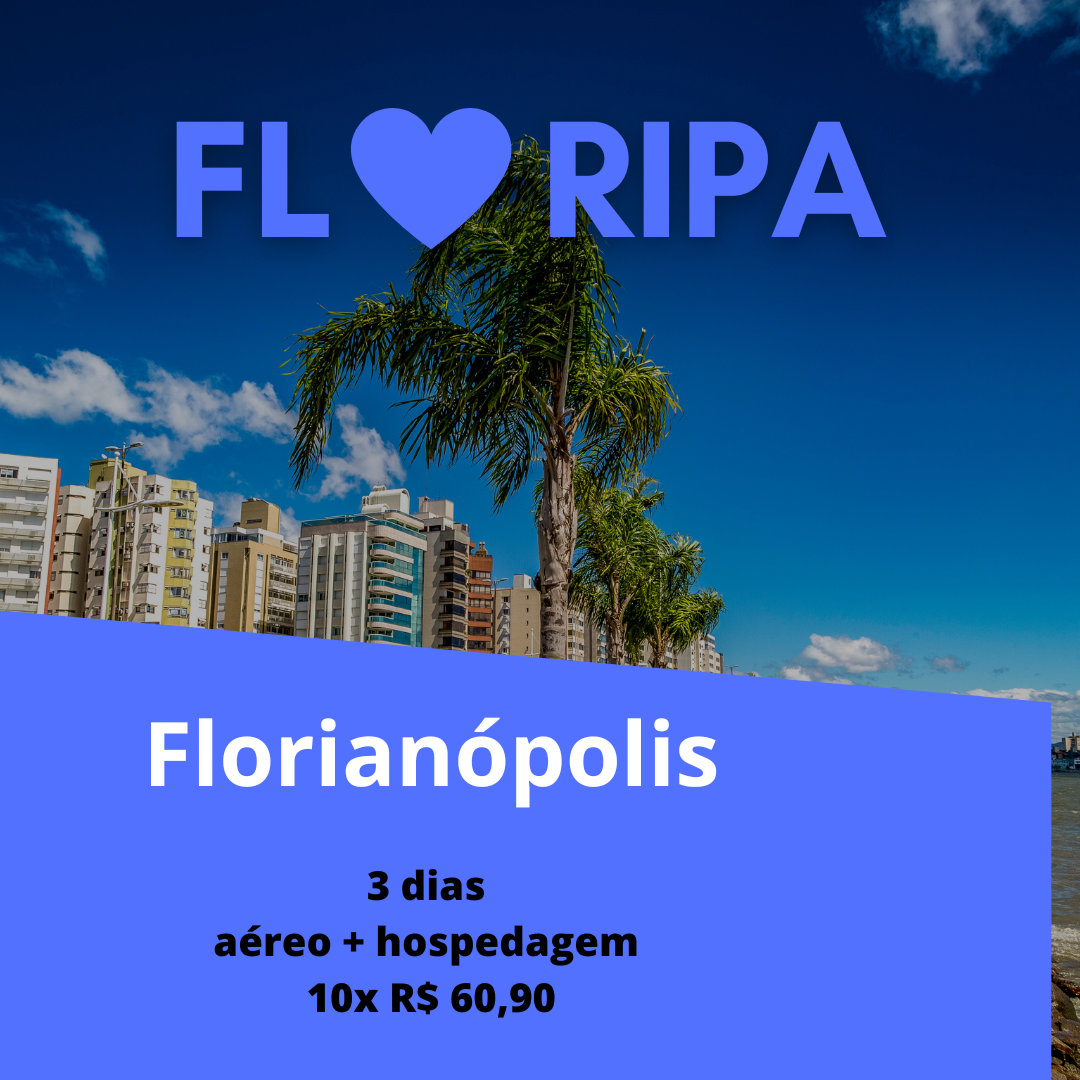 FL RIPA
Florianópolis
3 dias
aéreo + hospedagem
10x R$ 60,90